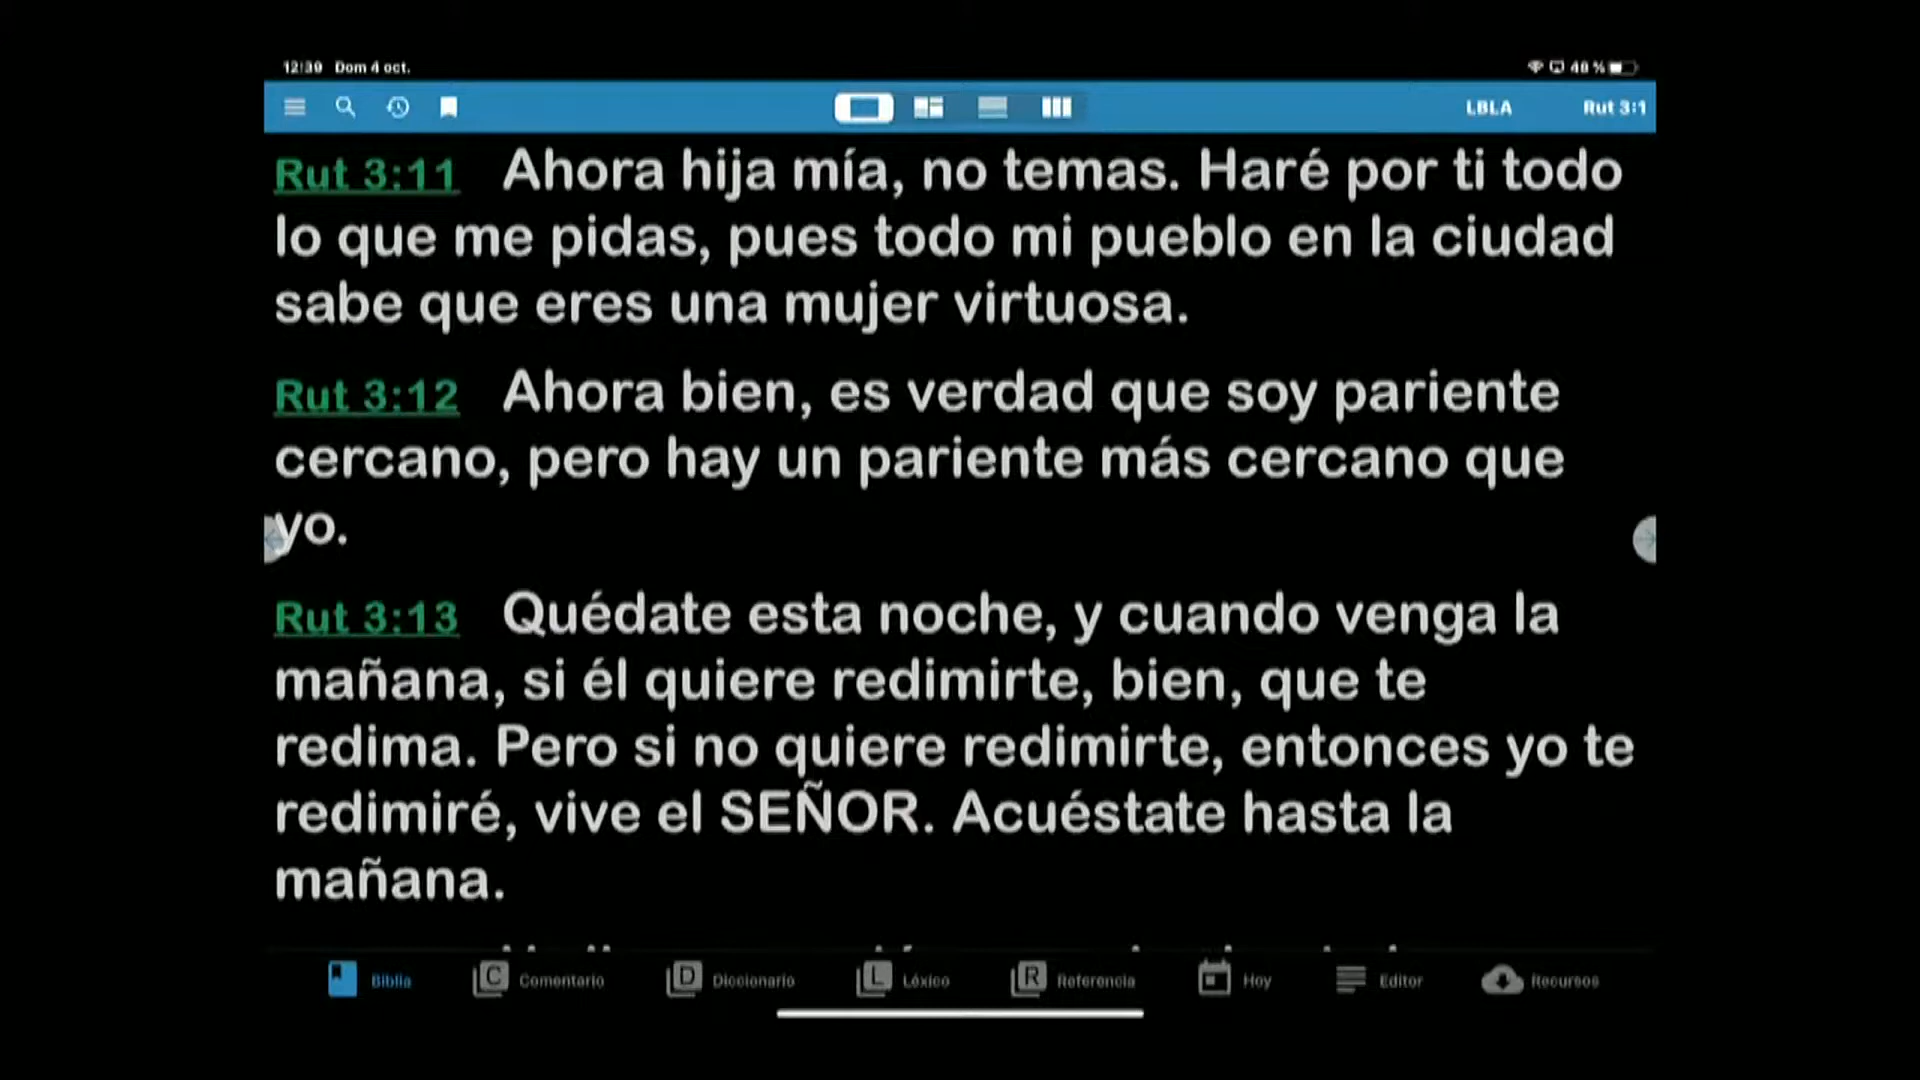 12:39 Dom 4 oct. 48 %
LBLA Rut 3:1
Rut 3:11 Ahora hija mía, no temas. Haré por ti todo
lo que me pidas, pues todo mi pueblo en la ciudad
sabe que eres una mujer virtuosa.
Rut 3:12 Ahora bien, es verdad que soy pariente
cercano, pero hay un pariente más cercano que
yo.
Rut 3:13 Quédate esta noche, y cuando venga la
mañana, si él quiere redimirte, bien, que te
redima. Pero si no quiere redimirte, entonces yo te
redimiré, vive el SEÑOR. Acuéstate hasta la
mañana.
Biblia C Comentario D Diccionario L Léxico R Referencia Hoy Editor Recursos